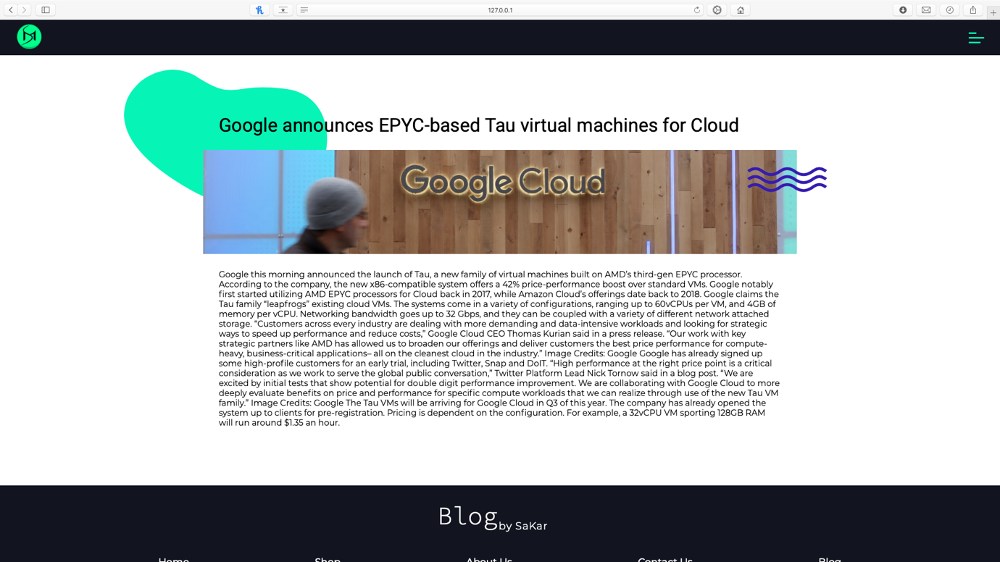 127.0.0.1
Google announces EPYC-based Tau virtual machines for Cloud
Google Cloud
Google this morning announced the launch of Tau, a new family of virtual machines built on AMD’s third-gen EPYC processor.
According to the company, the new x86-compatible system offers a 42% price-performance boost over standard VMs. Google notably
first started utilizing AMD EPYC processors for Cloud back in 2017, while Amazon Cloud’s offerings date back to 2018. Google claims the
Tau family “leapfrogs” existing cloud VMs. The systems come in a variety of configurations, ranging up to 60vCPUs per VM, and 4GB of
memory per vCPU. Networking bandwidth goes up to 32 Gbps, and they can be coupled with a variety of different network attached
storage. “Customers across every industry are dealing with more demanding and data-intensive workloads and looking for strategic
ways to speed up performance and reduce costs,” Google Cloud CEO Thomas Kurian said in a press release. “Our work with key
strategic partners like AMD has allowed us to broaden our offerings and deliver customers the best price performance for compute-
heavy, business-critical applications– all on the cleanest cloud in the industry.” Image Credits: Google Google has already signed up
some high-profile customers for an early trial, including Twitter, Snap and DoIT. “High performance at the right price point is a critical
consideration as we work to serve the global public conversation,” Twitter Platform Lead Nick Tornow said in a blog post. “We are
excited by initial tests that show potential for double digit performance improvement. We are collaborating with Google Cloud to more
deeply evaluate benefits on price and performance for specific compute workloads that we can realize through use of the new Tau VM
family.” Image Credits: Google The Tau VMs will be arriving for Google Cloud in Q3 of this year. The company has already opened the
system up to clients for pre-registration. Pricing is dependent on the configuration. For example, a 32vCPU VM sporting 128GB RAM
will run around $1.35 an hour.
Blog by SaKar
Home Shop About Us Contact Us Blog